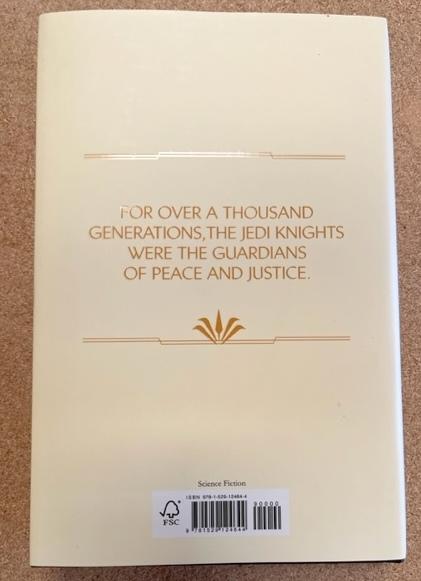 FOR OVER A THOUSAND
GENERATIONS, THE JEDI KNIGHTS
WERE THE GUARDIANS
OF PEACE AND JUSTICE.
Science Fiction
ISBN 978-1-529-12464-4
90000
9 781529 124644
FSC